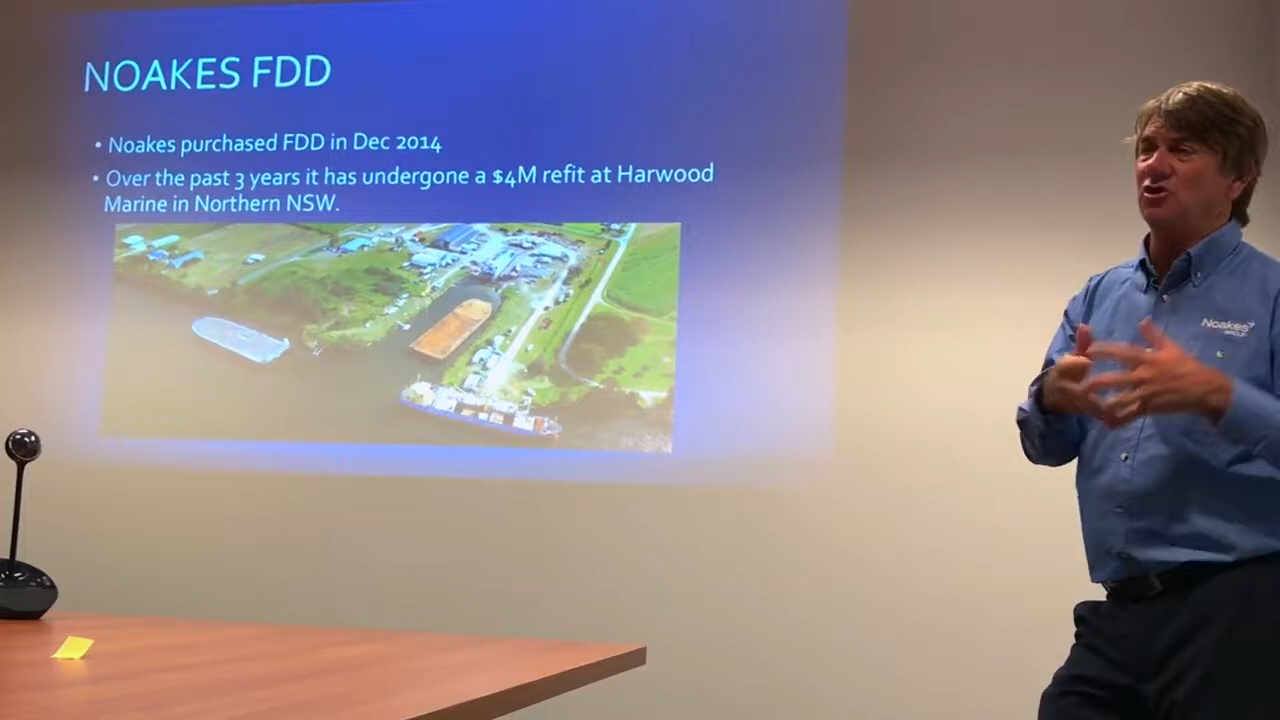 NOAKES FDD
• Noakes purchased FDD in Dec 2014
• Over the past 3 years it has undergone a $4M refit at Harwood
Marine in Northern NSW.
Noakes
GROUP